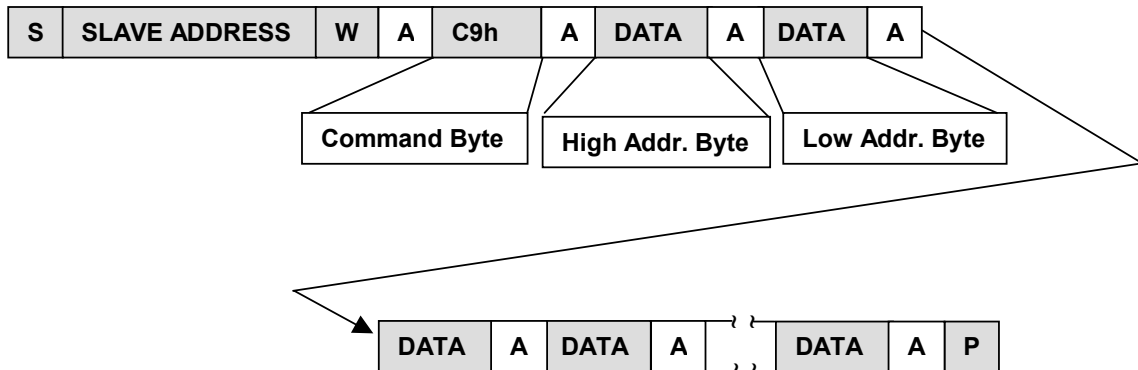 S SLAVE ADDRESS W A C9h A DATA A DATA A
Command Byte High Addr. Byte Low Addr. Byte
DATA A DATA A ~ ~ DATA A P
~ ~